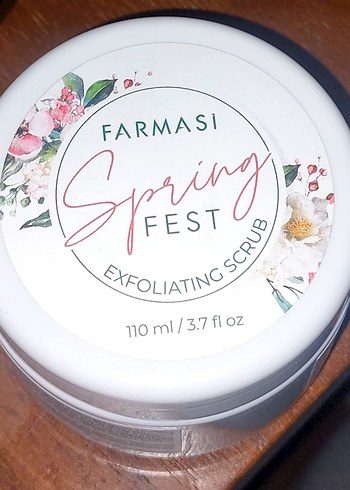 FARMASi
Spring
FEST
EXFOLIATING SCRUB
110 ml / 3.7 fl oz